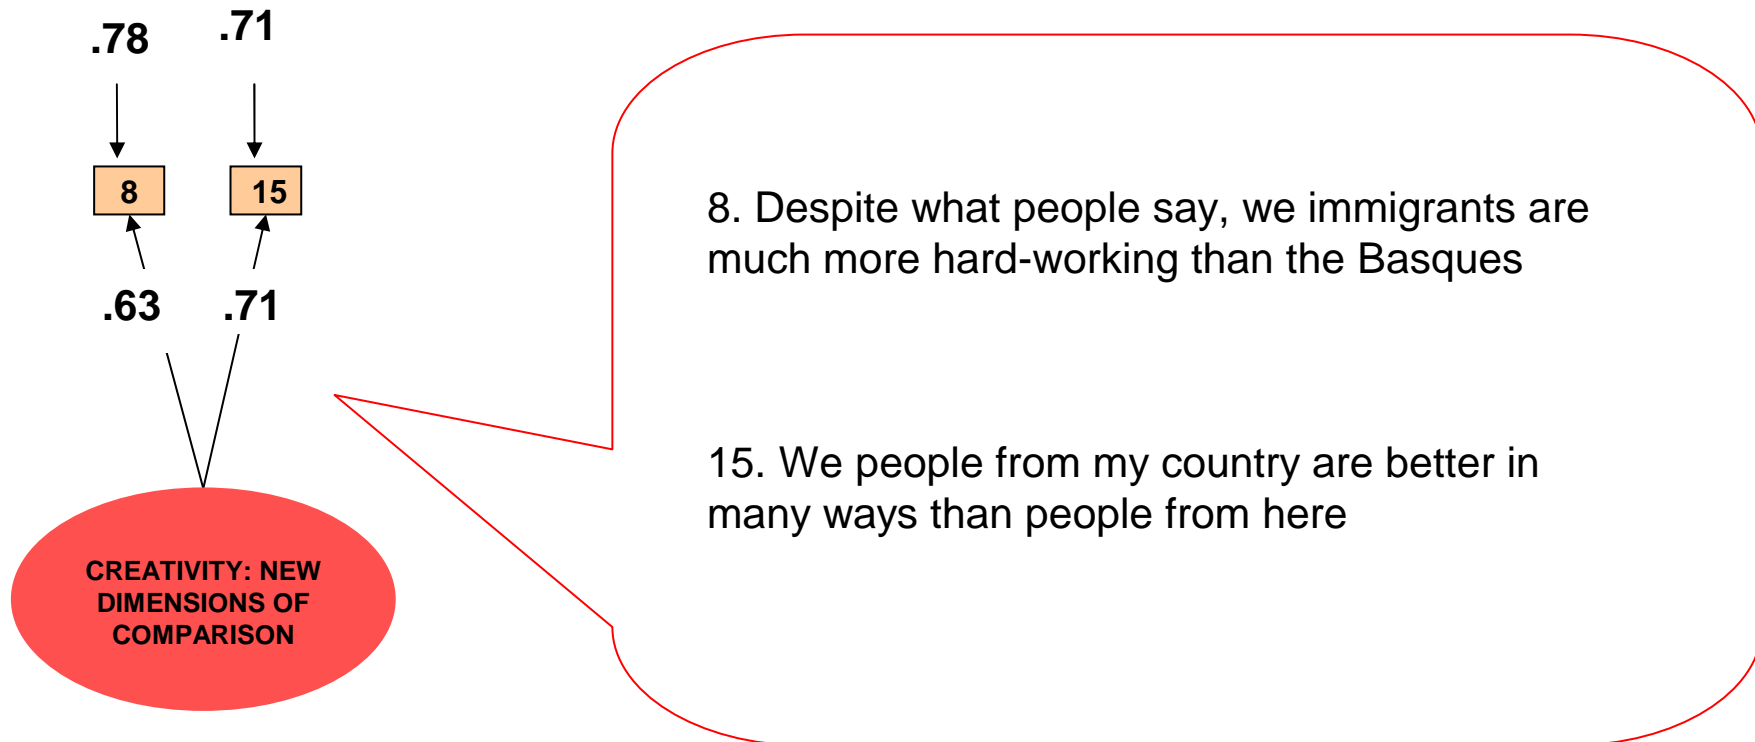 .78 .71
8 15
.63 .71
CREATIVITY: NEW
DIMENSIONS OF
COMPARISON
8. Despite what people say, we immigrants are
much more hard-working than the Basques
15. We people from my country are better in
many ways than people from here